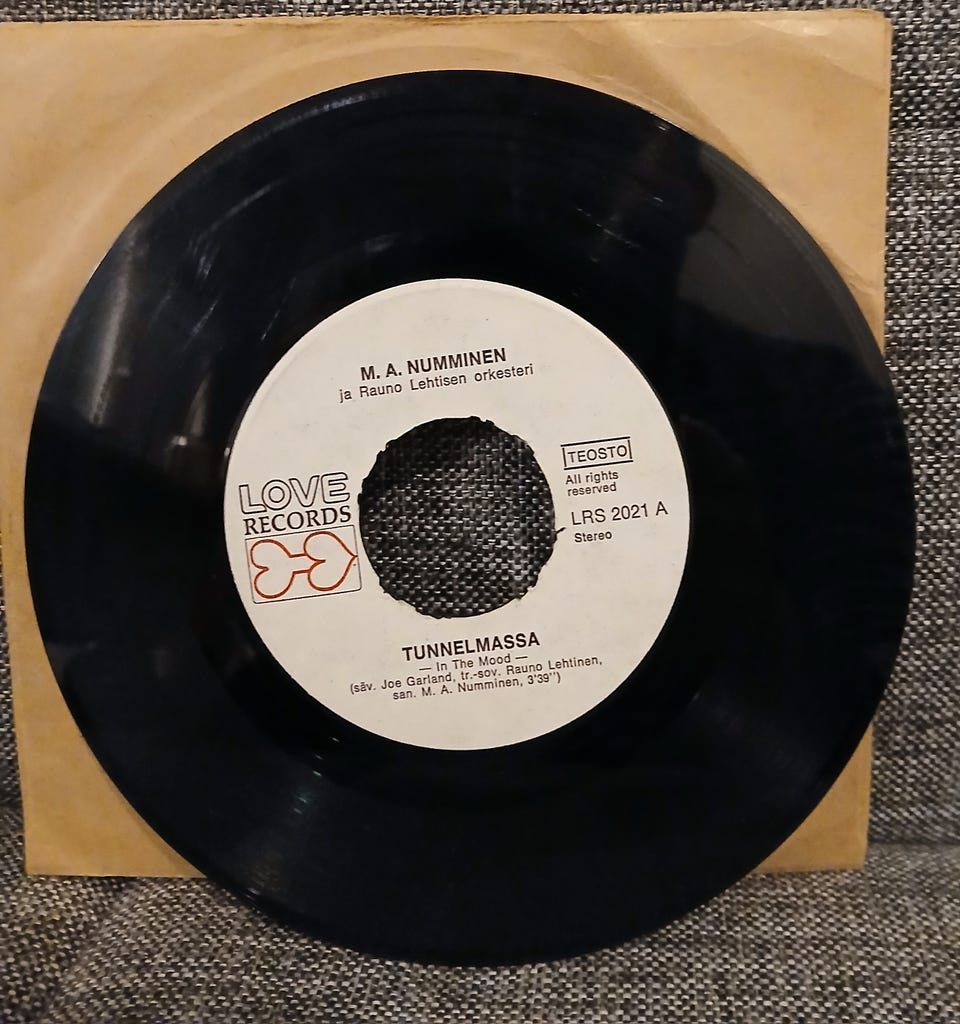 M. A. NUMMINEN
ja Rauno Lehtisen orkesteri
LOVE
RECORDS
TEOSTO
All rights
reserved
LRS 2021 A
Stereo
TUNNELMASSA
— In The Mood —
(säv. Joe Garland, tr.-sov. Rauno Lehtinen,
san. M. A. Numminen, 3'39")